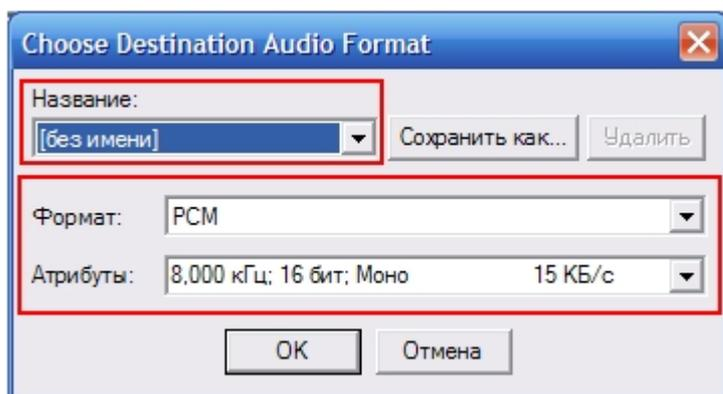 Choose Destination Audio Format
Название:
[без имени] Сохранить как... Удалить
Формат: PCM
Атрибуты: 8,000 кГц; 16 бит; Моно 15 КБ/с
OK Отмена